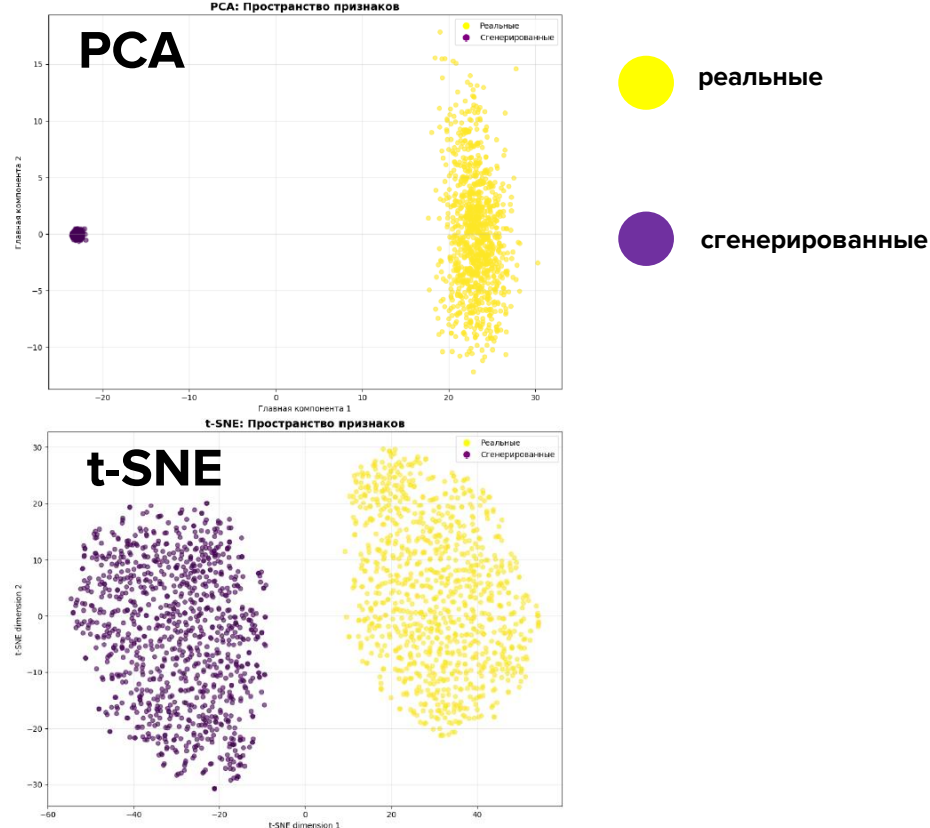 PCA: Пространство признаков
PCA
Реальные
Сгенерированные
15
10
5
0
−5
−10
Главная компонента 2
−20
−10
0
10
20
30
Главная компонента 1
t-SNE: Пространство признаков
t-SNE
Реальные
Сгенерированные
30
20
10
0
−10
−20
−30
t-SNE dimension 2
−60
−40
−20
0
20
40
t-SNE dimension 1
реальные
сгенерированные